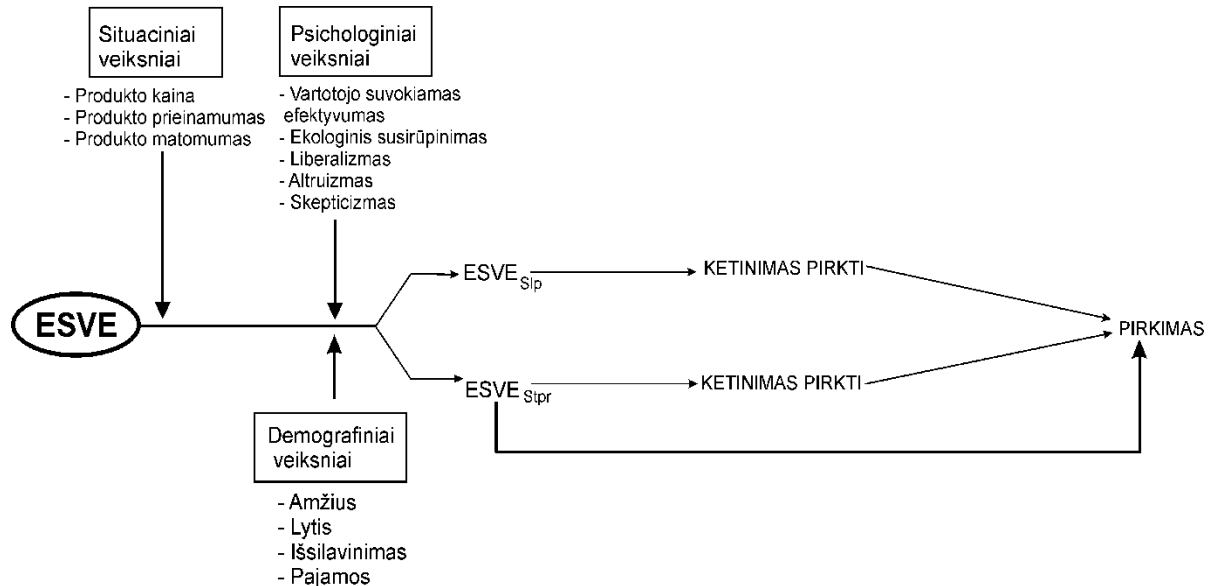 Situaciniai
veiksniai
- Produkto kaina
- Produkto prieinamumas
- Produkto matomumas
Psichologiniai
veiksniai
- Vartotojo suvokiamas
efektyvumas
- Ekologinis susirūpinimas
- Liberalizmas
- Altruizmas
- Skepticizmas
ESVE
ESVE Slp
KETINIMAS PIRKTI
PIRKIMAS
ESVE Stpr
KETINIMAS PIRKTI
Demografiniai
veiksniai
- Amžius
- Lytis
- Išsilavinimas
- Pajamos